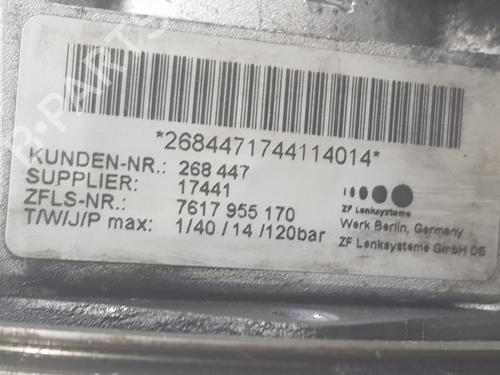 B-PARTS
*2684471744114014*
KUNDEN-NR.: 268 447
SUPPLIER: 17441
ZFLS-NR.: 7617 955 170
T/W/J/P max: 1/40 /14 /120bar
ZF Lenksysteme
Werk Berlin, Germany
ZF Lenksysteme GmbH DE